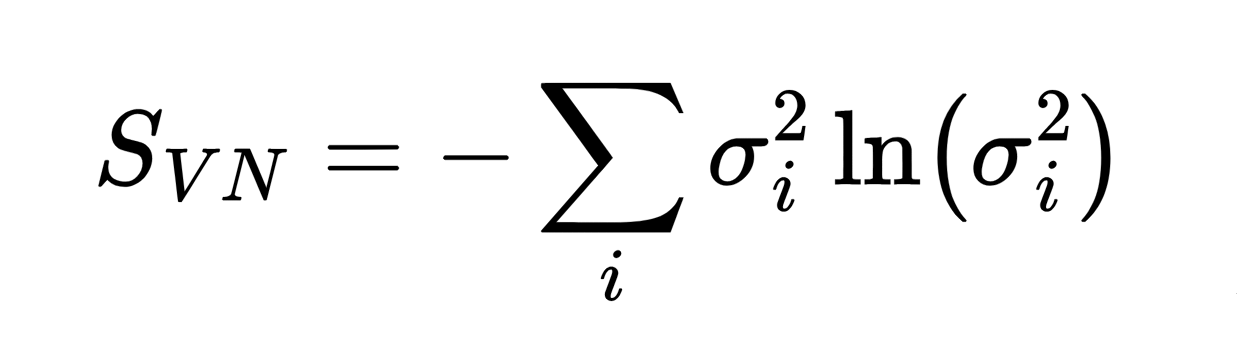 $S_{VN} = -\sum_{i} \sigma_i^2 \ln(\sigma_i^2)$